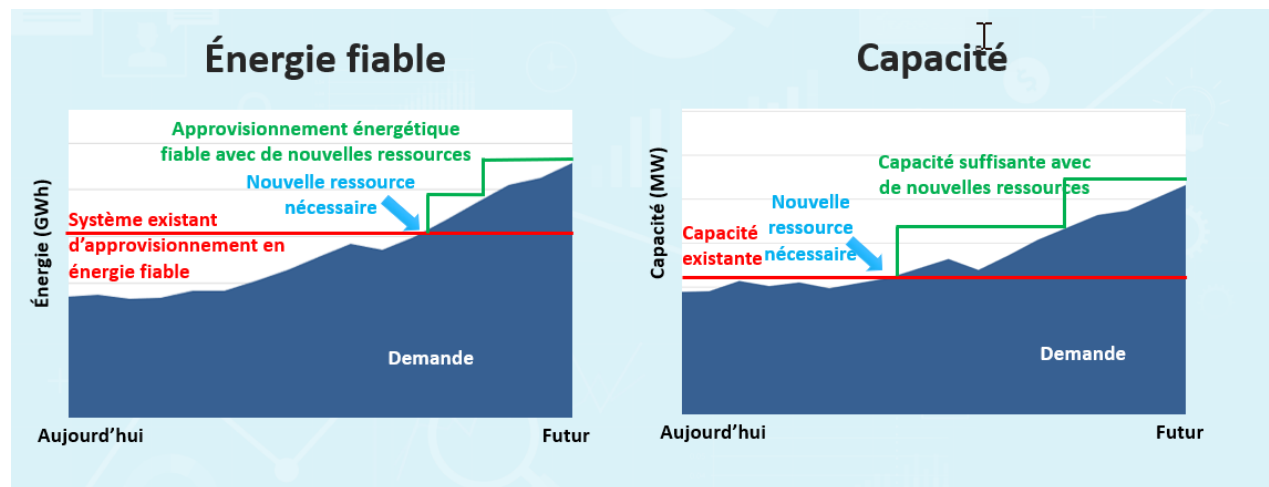 Énergie fiable
Énergie (GWh)
Approvisionnement énergétique
fiable avec de nouvelles ressources
Nouvelle ressource
nécessaire
Système existant
d’approvisionnement en
énergie fiable
Demande
Aujourd’hui
Futur
Capacité
Capacité (MW)
Capacité suffisante avec
de nouvelles ressources
Nouvelle
ressource
nécessaire
Capacité
existante
Demande
Aujourd’hui
Futur